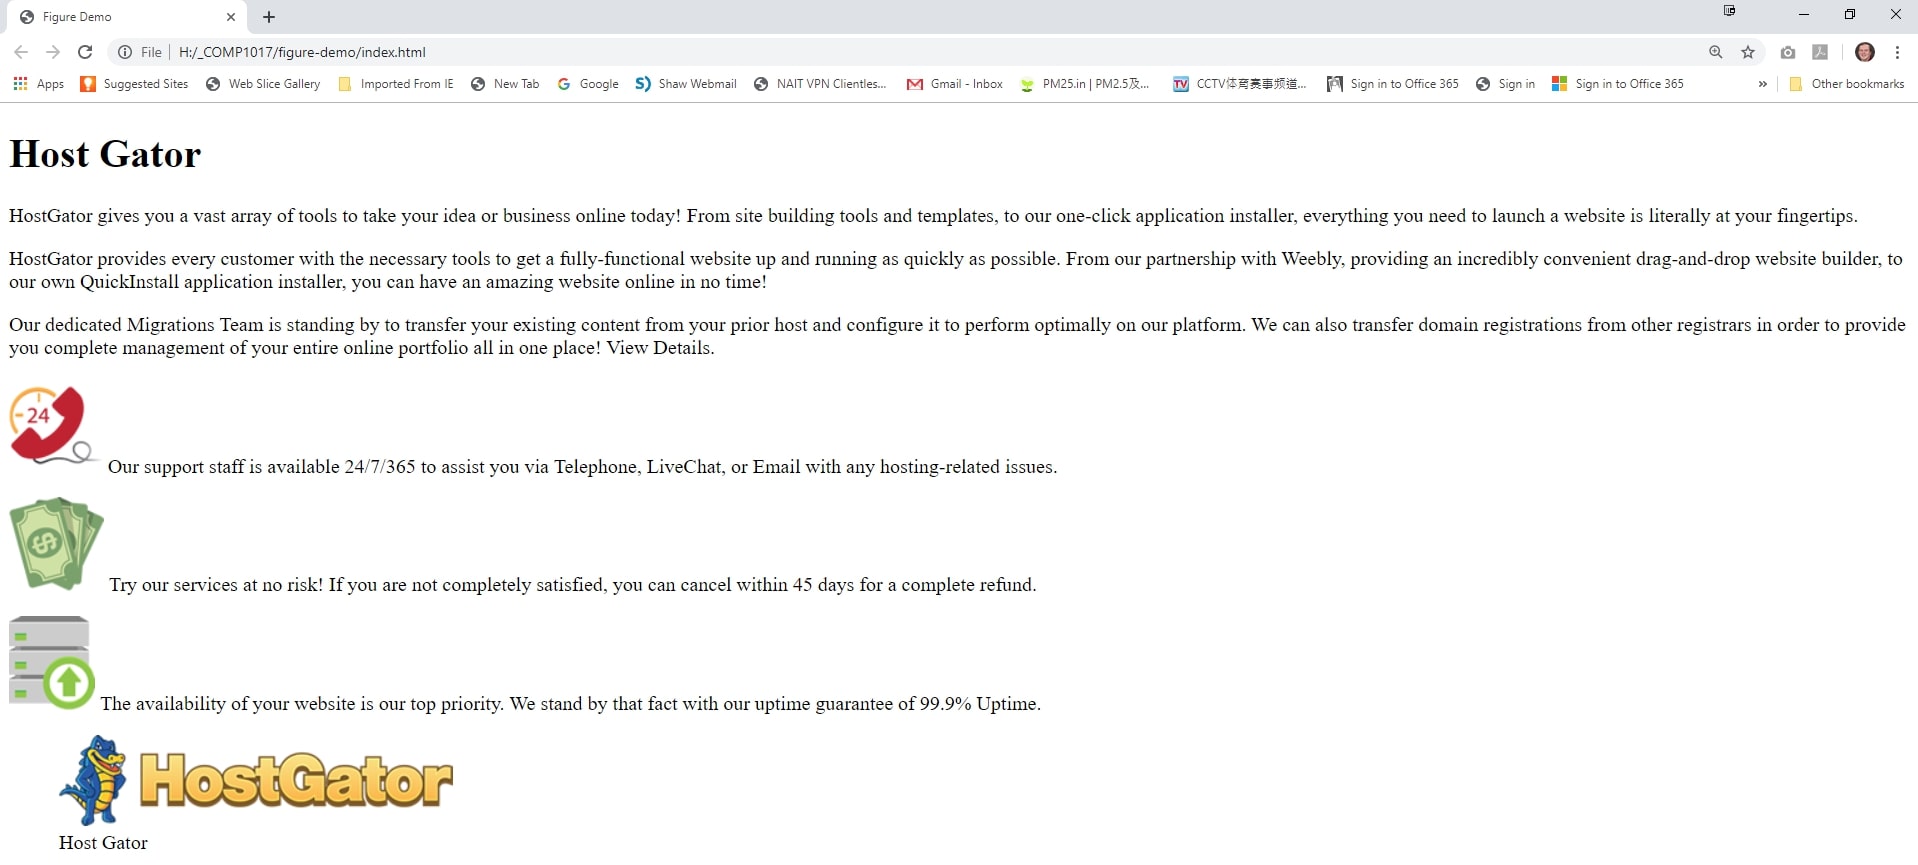 Figure Demo
File H:/_COMP1017/figure-demo/index.html
Apps Suggested Sites Web Slice Gallery Imported From IE New Tab Google Shaw Webmail NAIT VPN Clientles... Gmail - Inbox PM25.in | PM2.5及... CCTV体育赛事频道... Sign in to Office 365 Sign in Sign in to Office 365 » Other bookmarks
Host Gator
HostGator gives you a vast array of tools to take your idea or business online today! From site building tools and templates, to our one-click application installer, everything you need to launch a website is literally at your fingertips.
HostGator provides every customer with the necessary tools to get a fully-functional website up and running as quickly as possible. From our partnership with Weebly, providing an incredibly convenient drag-and-drop website builder, to
our own QuickInstall application installer, you can have an amazing website online in no time!
Our dedicated Migrations Team is standing by to transfer your existing content from your prior host and configure it to perform optimally on our platform. We can also transfer domain registrations from other registrars in order to provide
you complete management of your entire online portfolio all in one place! View Details.
24
Our support staff is available 24/7/365 to assist you via Telephone, LiveChat, or Email with any hosting-related issues.
$
Try our services at no risk! If you are not completely satisfied, you can cancel within 45 days for a complete refund.
The availability of your website is our top priority. We stand by that fact with our uptime guarantee of 99.9% Uptime.
HostGator
Host Gator